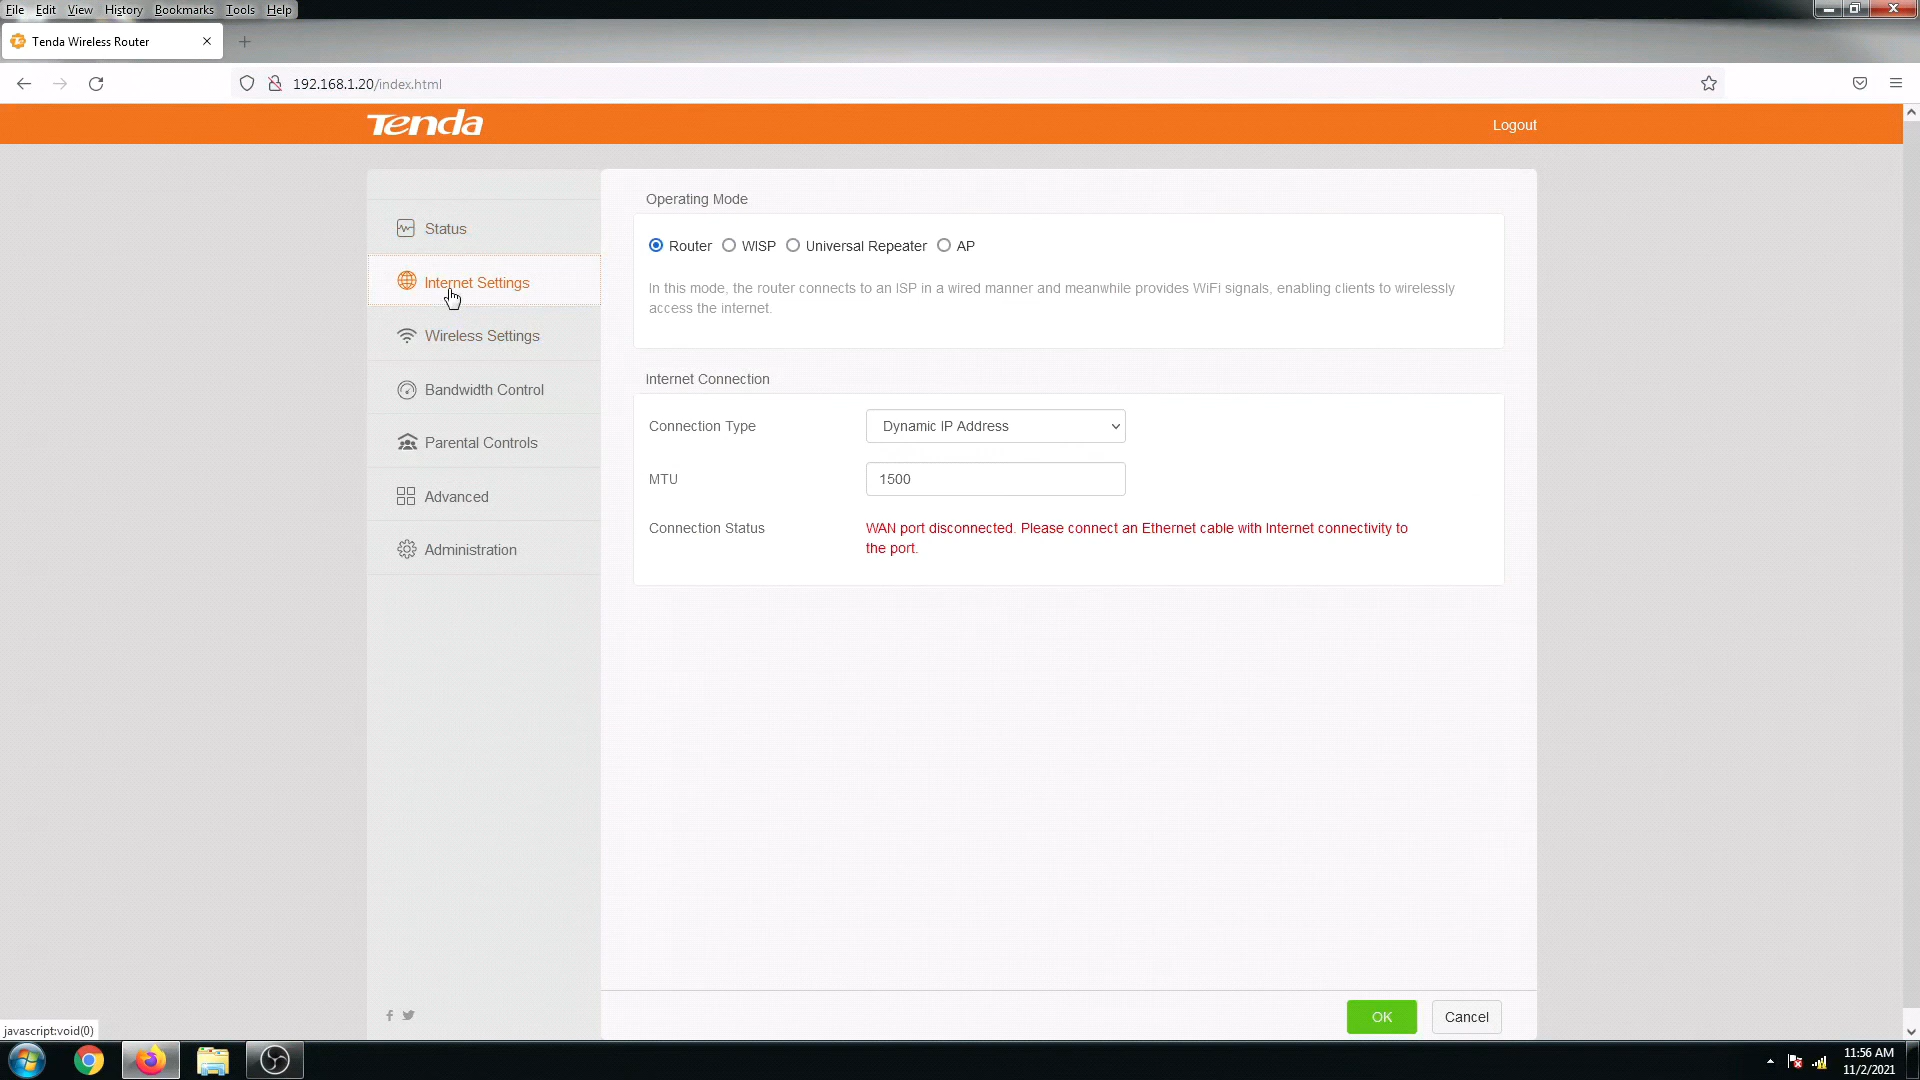 File Edit View History Bookmarks Tools Help
Tenda Wireless Router
192.168.1.20/index.html
Tenda
Logout
Status
Internet Settings
Wireless Settings
Bandwidth Control
Parental Controls
Advanced
Administration
Operating Mode
Router WISP Universal Repeater AP
In this mode, the router connects to an ISP in a wired manner and meanwhile provides WiFi signals, enabling clients to wirelessly
access the internet.
Internet Connection
Connection Type Dynamic IP Address
MTU 1500
Connection Status WAN port disconnected. Please connect an Ethernet cable with Internet connectivity to
the port.
OK Cancel
javascript:void(0)
11:56 AM
11/2/2021